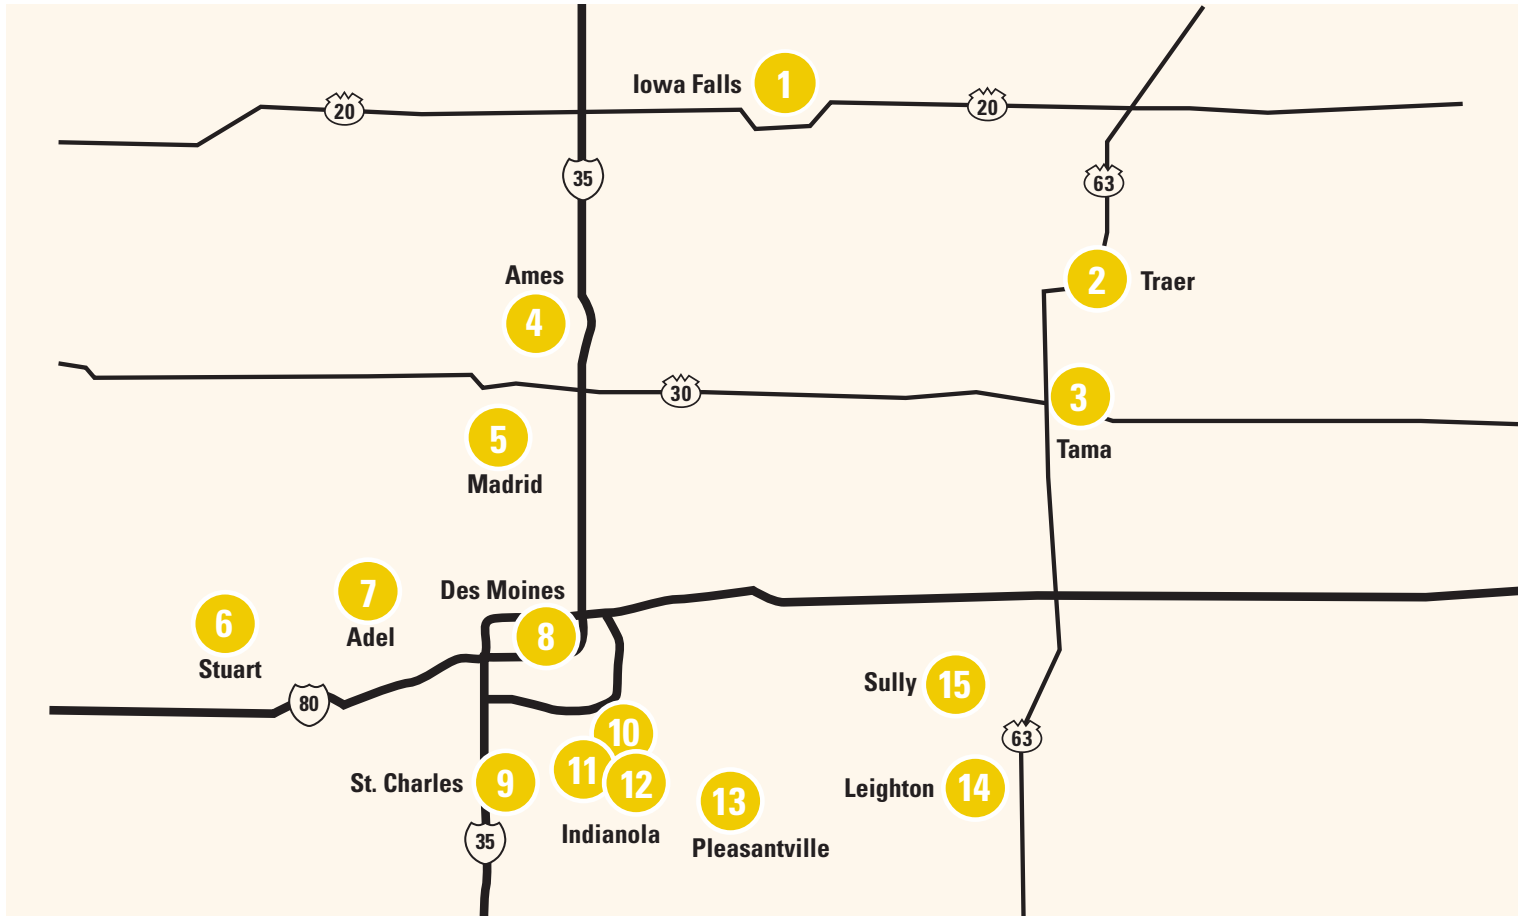 Iowa Falls 1
20
20
35
63
Ames
4
2 Traer
30
3
Tama
5
Madrid
7
Adel
Des Moines
8
6
Stuart
80
Sully 15
63
10
11
12
Indianola
St. Charles 9
35
13
Pleasantville
Leighton 14